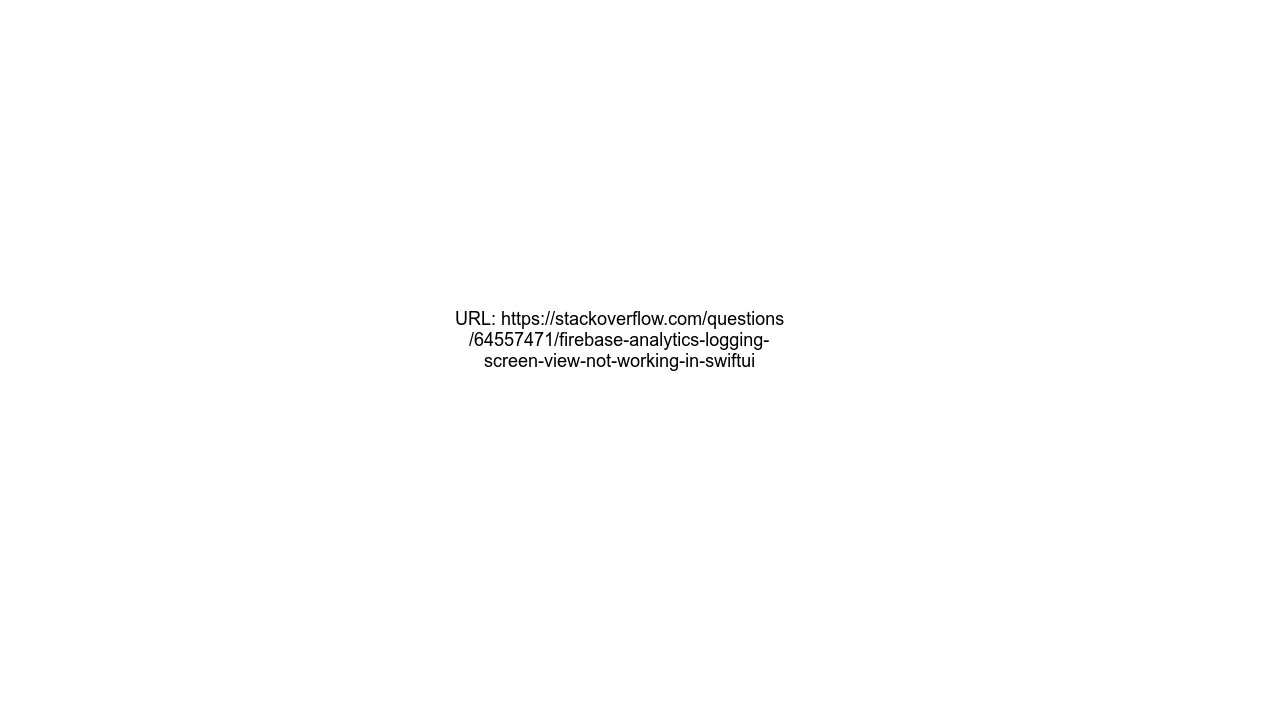 URL: https://stackoverflow.com/questions
/64557471/firebase-analytics-logging-
screen-view-not-working-in-swiftui